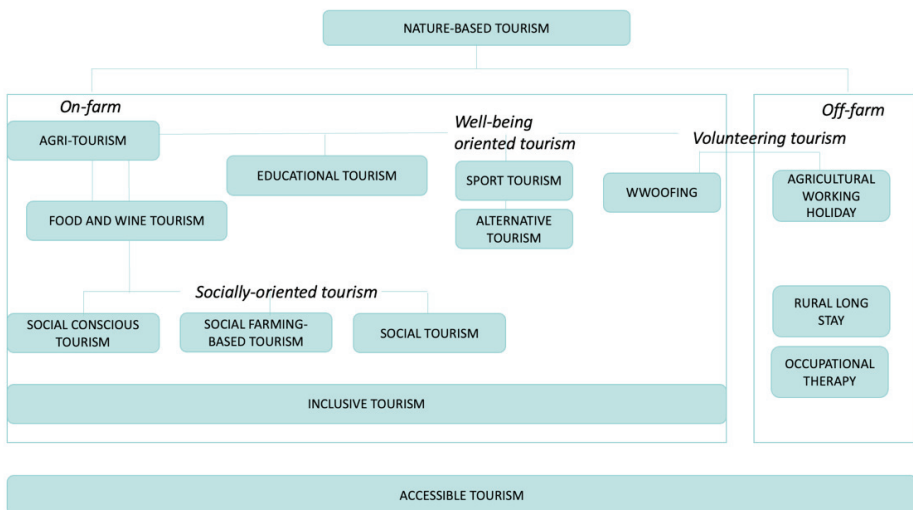 NATURE-BASED TOURISM
On-farm
Off-farm
AGRI-TOURISM
Well-being
oriented tourism
Volunteering tourism
EDUCATIONAL TOURISM
SPORT TOURISM
WWOOFING
AGRICULTURAL
WORKING
HOLIDAY
FOOD AND WINE TOURISM
ALTERNATIVE
TOURISM
Socially-oriented tourism
SOCIAL CONSCIOUS
TOURISM
SOCIAL FARMING-
BASED TOURISM
SOCIAL TOURISM
RURAL LONG
STAY
OCCUPATIONAL
THERAPY
INCLUSIVE TOURISM
ACCESSIBLE TOURISM